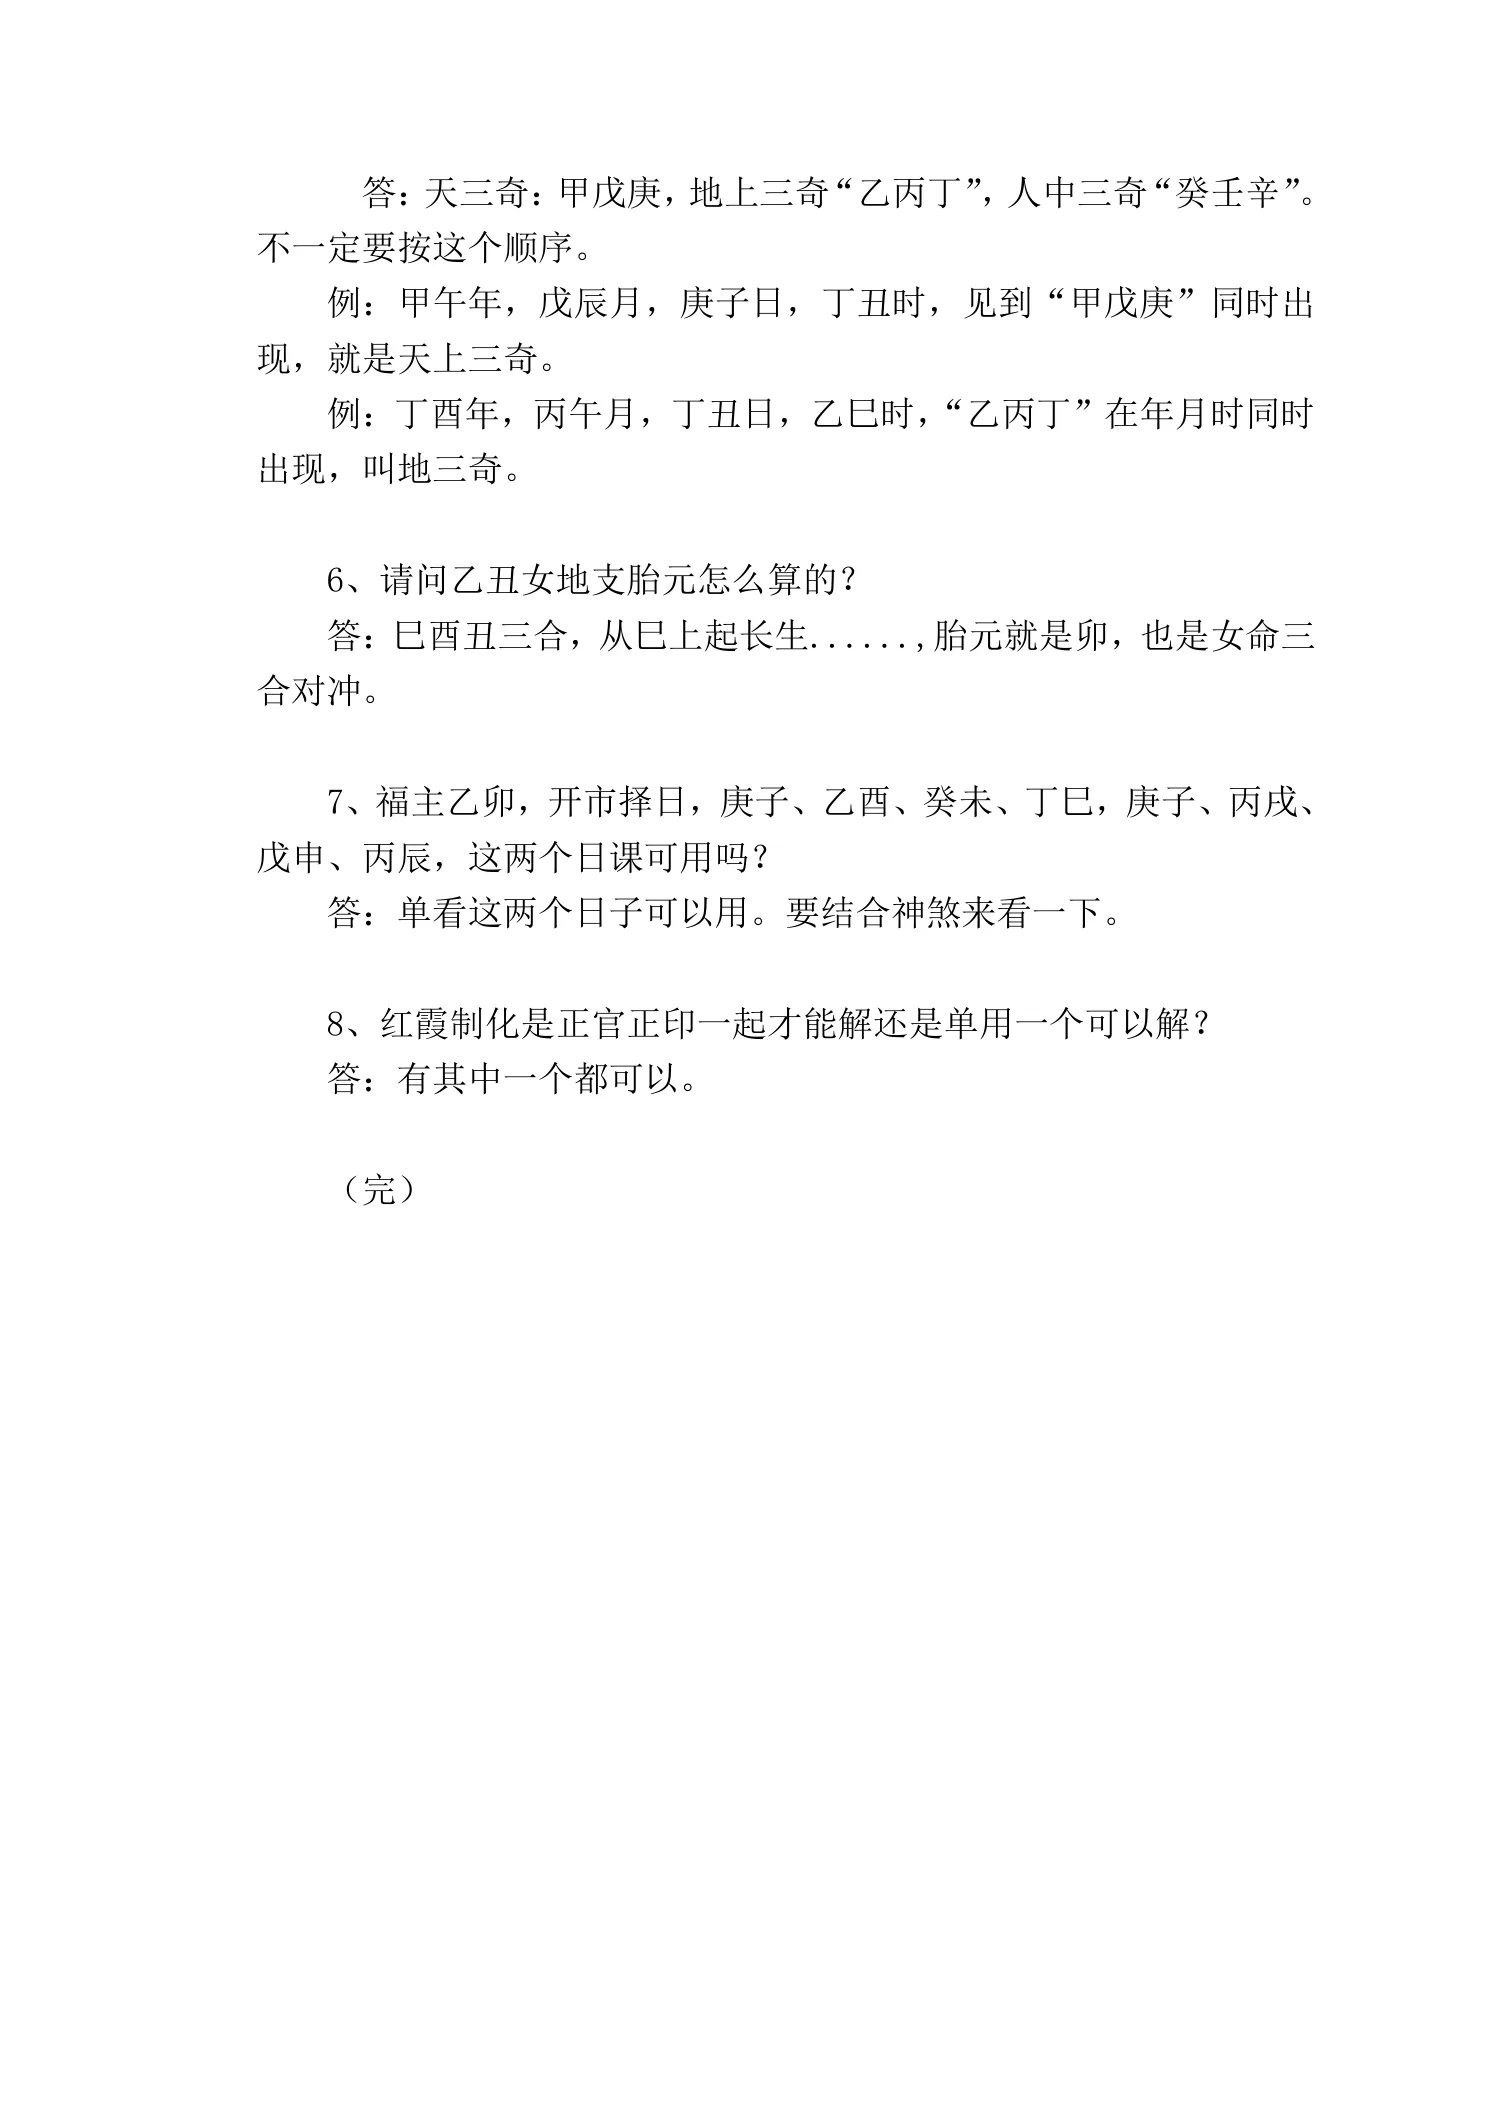 答：天三奇：甲戊庚，地上三奇“乙丙丁”，人中三奇“癸壬辛”。
不一定要按这个顺序。
例：甲午年，戊辰月，庚子日，丁丑时，见到“甲戊庚”同时出
现，就是天上三奇。
例：丁酉年，丙午月，丁丑日，乙巳时，“乙丙丁”在年月时同时
出现，叫地三奇。
6、请问乙丑女地支胎元怎么算的？
答：巳酉丑三合，从巳上起长生......,胎元就是卯，也是女命三
合对冲。
7、福主乙卯，开市择日，庚子、乙酉、癸未、丁巳，庚子、丙戌、
戊申、丙辰，这两个日课可用吗？
答：单看这两个日子可以用。要结合神煞来看一下。
8、红霞制化是正官正印一起才能解还是单用一个可以解？
答：有其中一个都可以。
（完）